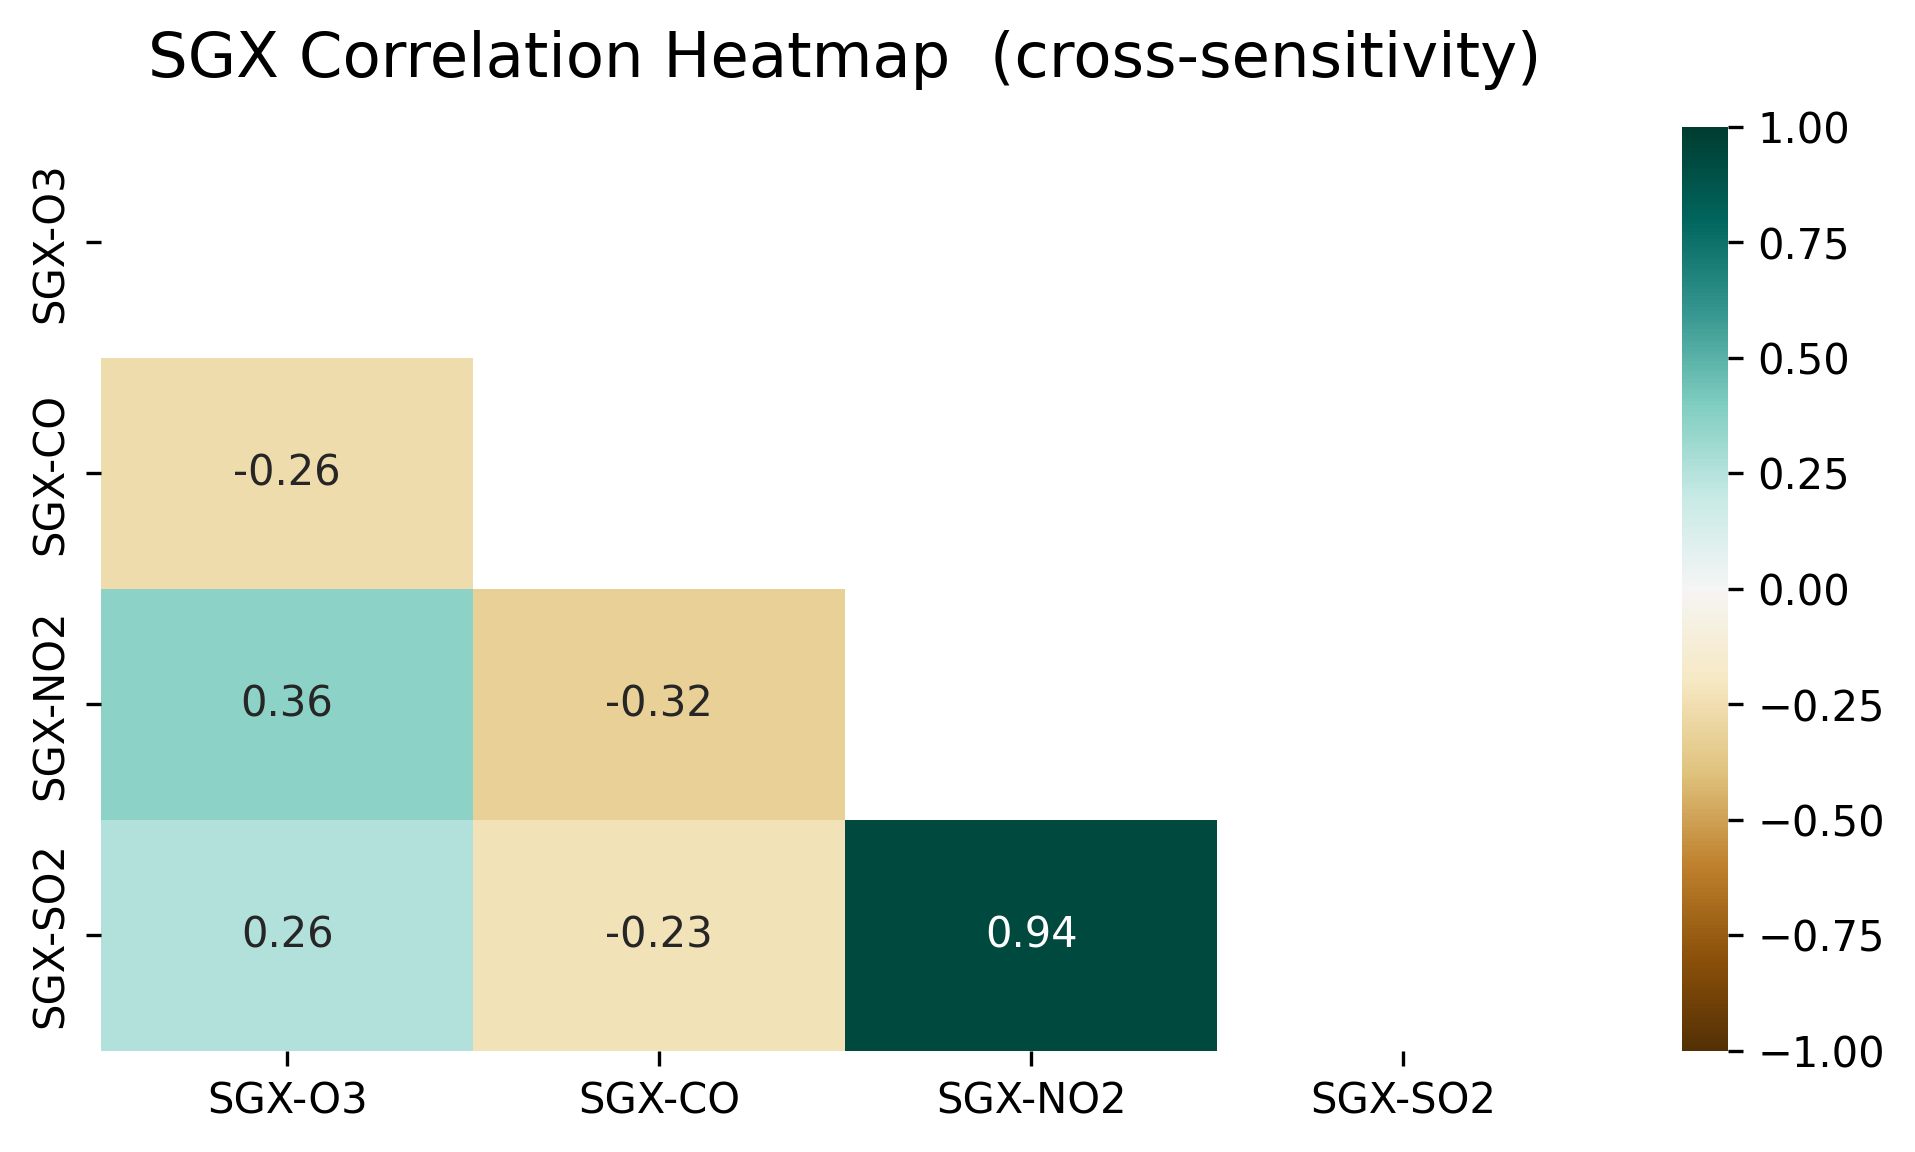 SGX Correlation Heatmap  (cross-sensitivity)
SGX-O3
SGX-CO
SGX-NO2
SGX-SO2
-0.26
0.36
-0.32
0.26
-0.23
0.94
SGX-O3
SGX-CO
SGX-NO2
SGX-SO2
1.00
0.75
0.50
0.25
0.00
−0.25
−0.50
−0.75
−1.00